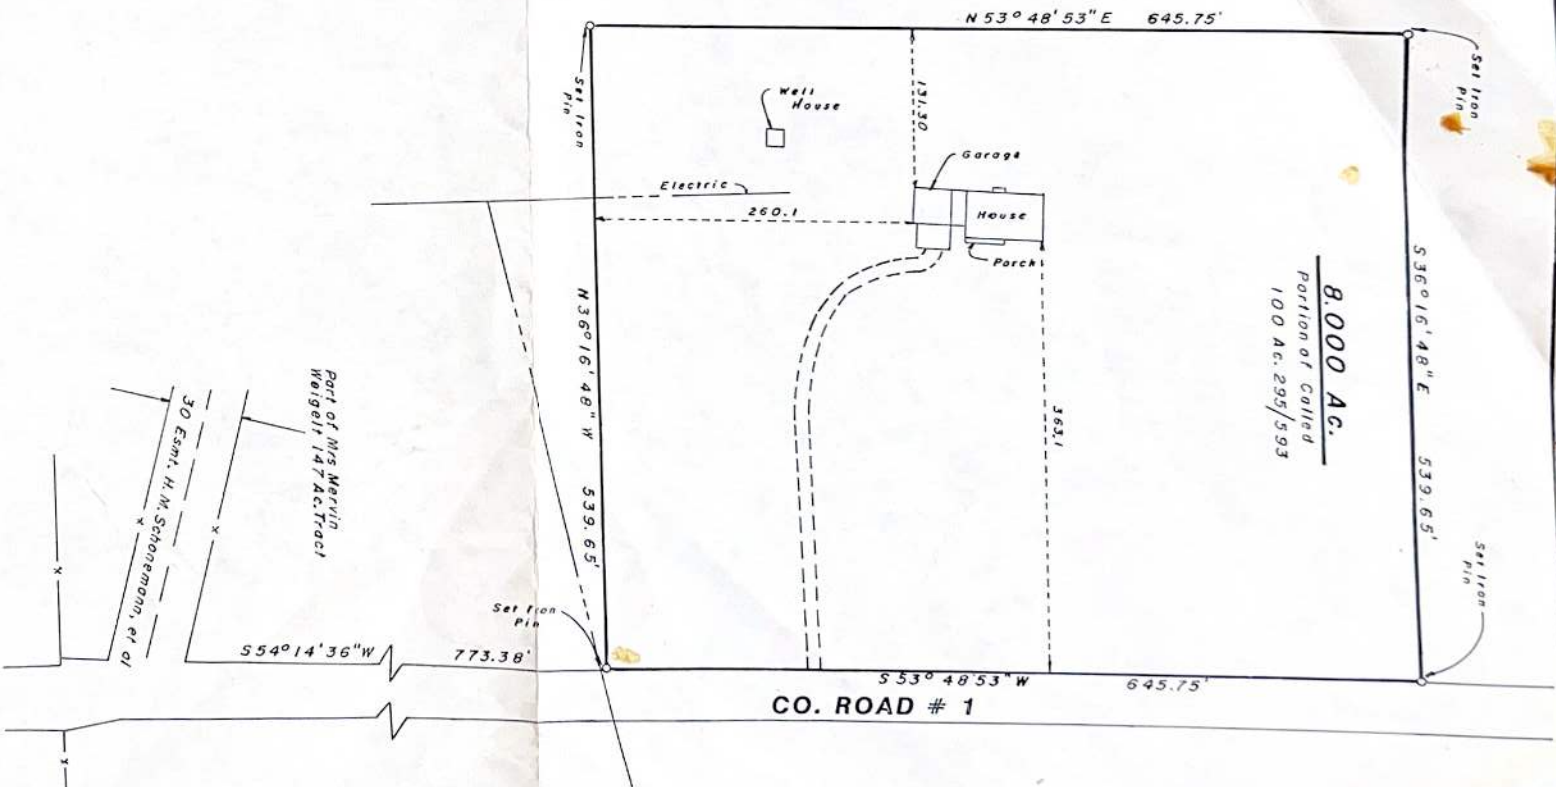 N 53° 48' 53" E 645.75'
Set Iron
Pin
Set Iron
Pin
Well
House
131.30
Garage
Electric
260.1
House
Porch
N 36° 16' 48" W 539.65'
363.1
8.000 AC.
Portion of Called
100 Ac. 295/593
S 36° 16' 48" E 539.65'
Part of Mrs Mervin
Weigelt 147 Ac. Tract
30 Esmt. H.M. Schonemann, et al
Set Iron
Pin
Set Iron
Pin
S 54° 14' 36" W 773.38'
S 53° 48' 53" W 645.75'
CO. ROAD # 1